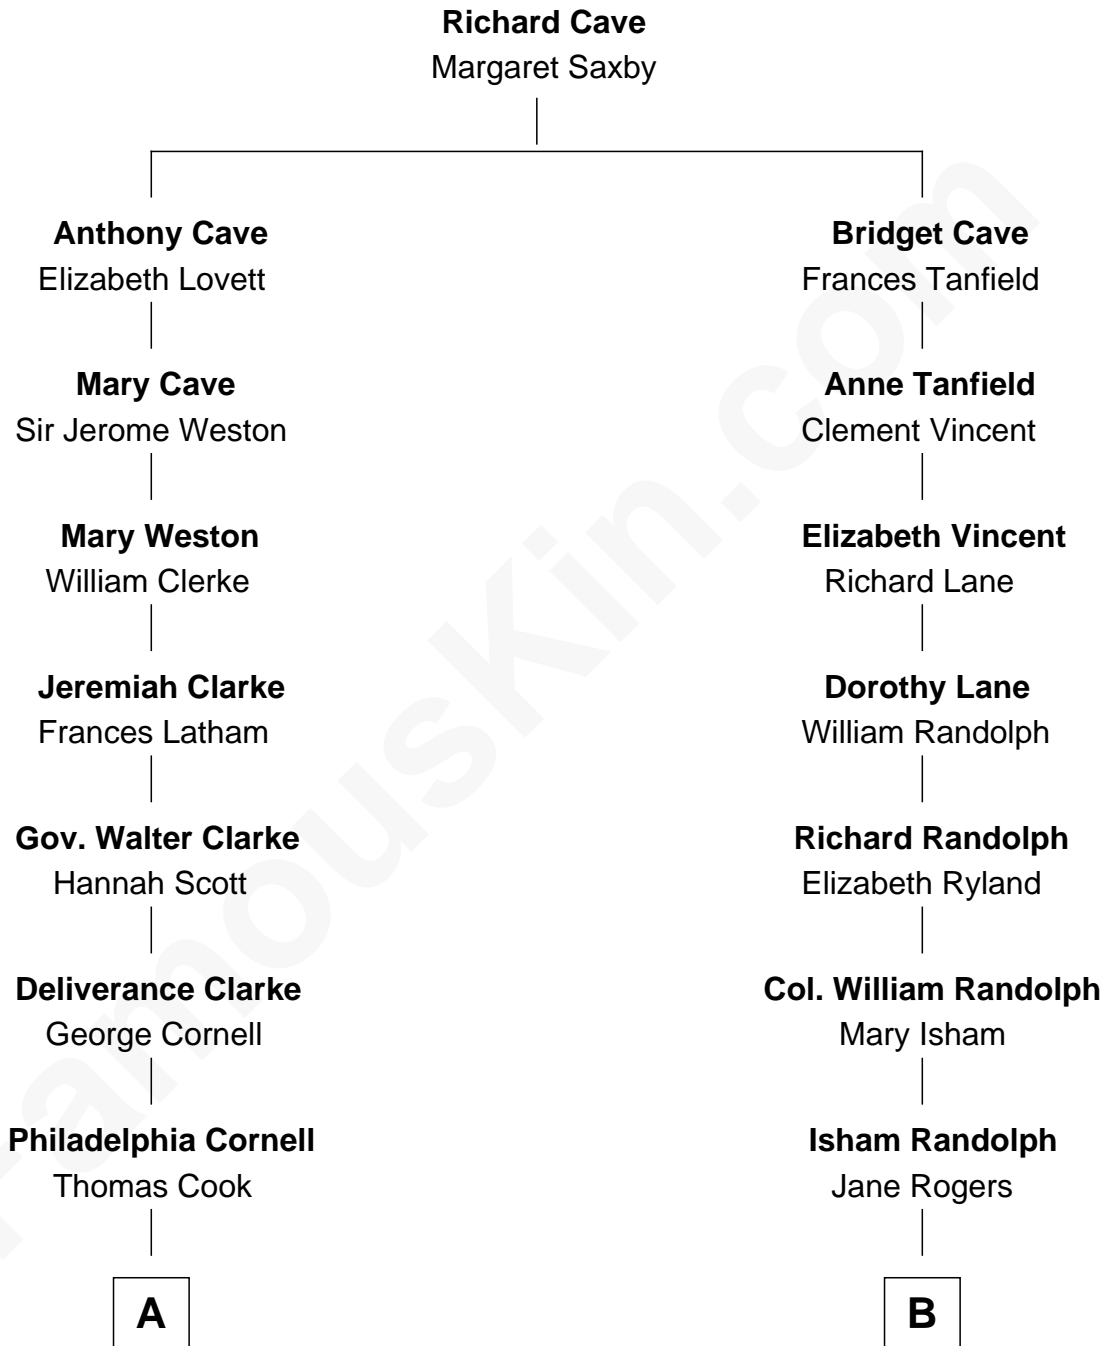 Richard Cave
Margaret Saxby
Anthony Cave
Elizabeth Lovett
Bridget Cave
Frances Tanfield
Mary Cave
Sir Jerome Weston
Anne Tanfield
Clement Vincent
Mary Weston
William Clerke
Elizabeth Vincent
Richard Lane
Jeremiah Clarke
Frances Latham
Dorothy Lane
William Randolph
Gov. Walter Clarke
Hannah Scott
Richard Randolph
Elizabeth Ryland
Deliverance Clarke
George Cornell
Col. William Randolph
Mary Isham
Philadelphia Cornell
Thomas Cook
Isham Randolph
Jane Rogers
A
B
FamousKin.com